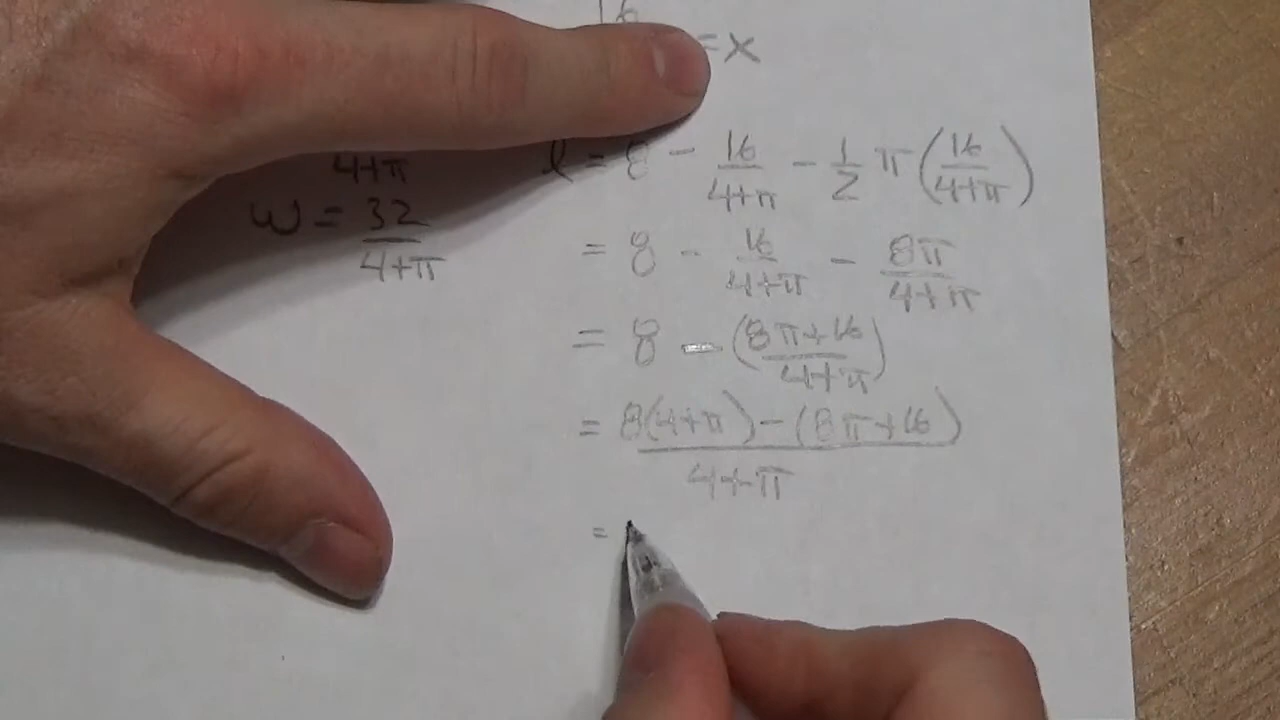 16
= x
4+π
w = 32/4+π
l = 8 - 16/4+π - 1/2 π (16/4+π)
= 8 - 16/4+π - 8π/4+π
= 8 - (8π+16/4+π)
= 8(4+π) - (8π+16)
4+π
=